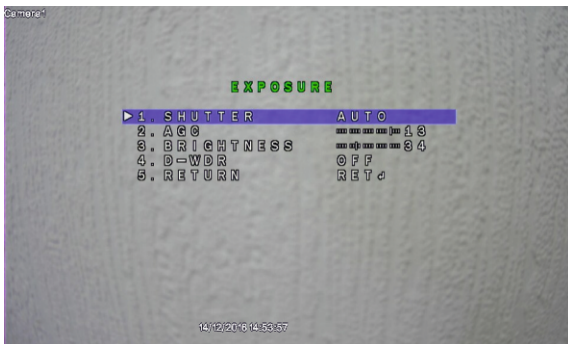 Camera1
EXPOSURE
1. SHUTTER AUTO
2. AGC 13
3. BRIGHTNESS 34
4. D-WDR OFF
5. RETURN RET↲
14/12/2016 14:53:57